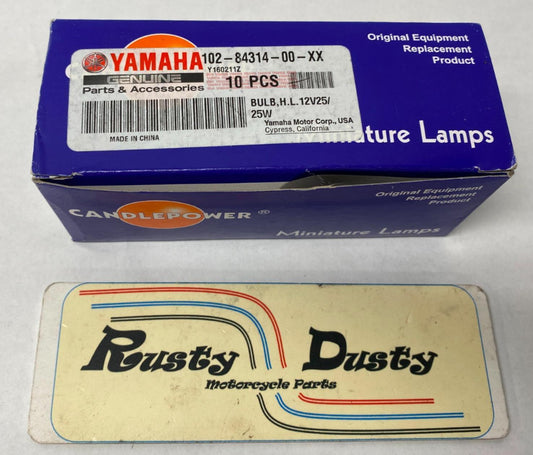 YAMAHA
GENUINE
Parts & Accessories
102-84314-00-XX
Y160211Z
10 PCS
BULB,H.L.12V25/
25W
MADE IN CHINA
Yamaha Motor Corp., USA
Cypress, California
Original Equipment
Replacement
Product
Miniature Lamps
CANDLEPOWER®
Original Equipment
Replacement
Product
Miniature Lamps
Rusty Dusty
Motorcycle Parts